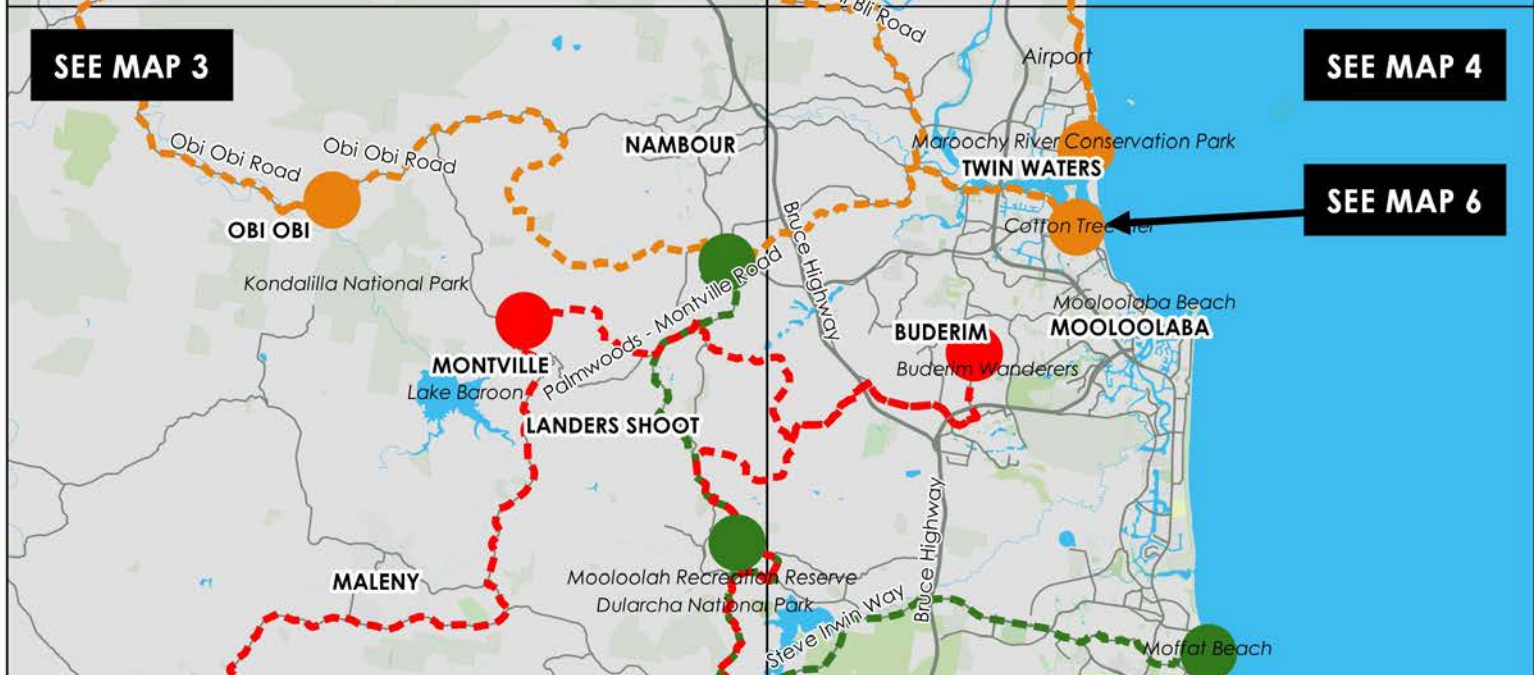 Bli Road
SEE MAP 3
Airport
SEE MAP 4
Obi Obi Road
Obi Obi Road
NAMBOUR
Maroochy River Conservation Park
TWIN WATERS
SEE MAP 6
OBI OBI
Bruce Highway
Cotton Tree
Kondalilla National Park
Palmwoods - Montville Road
Mooloolaba Beach
BUDERIM
MOOLOOLABA
MONTVILLE
Buderim Wanderers
Lake Baroon
LANDERS SHOOT
Bruce Highway
MALENY
Mooloolah Recreation Reserve
Dularcha National Park
Steve Irwin Way
Moffat Beach